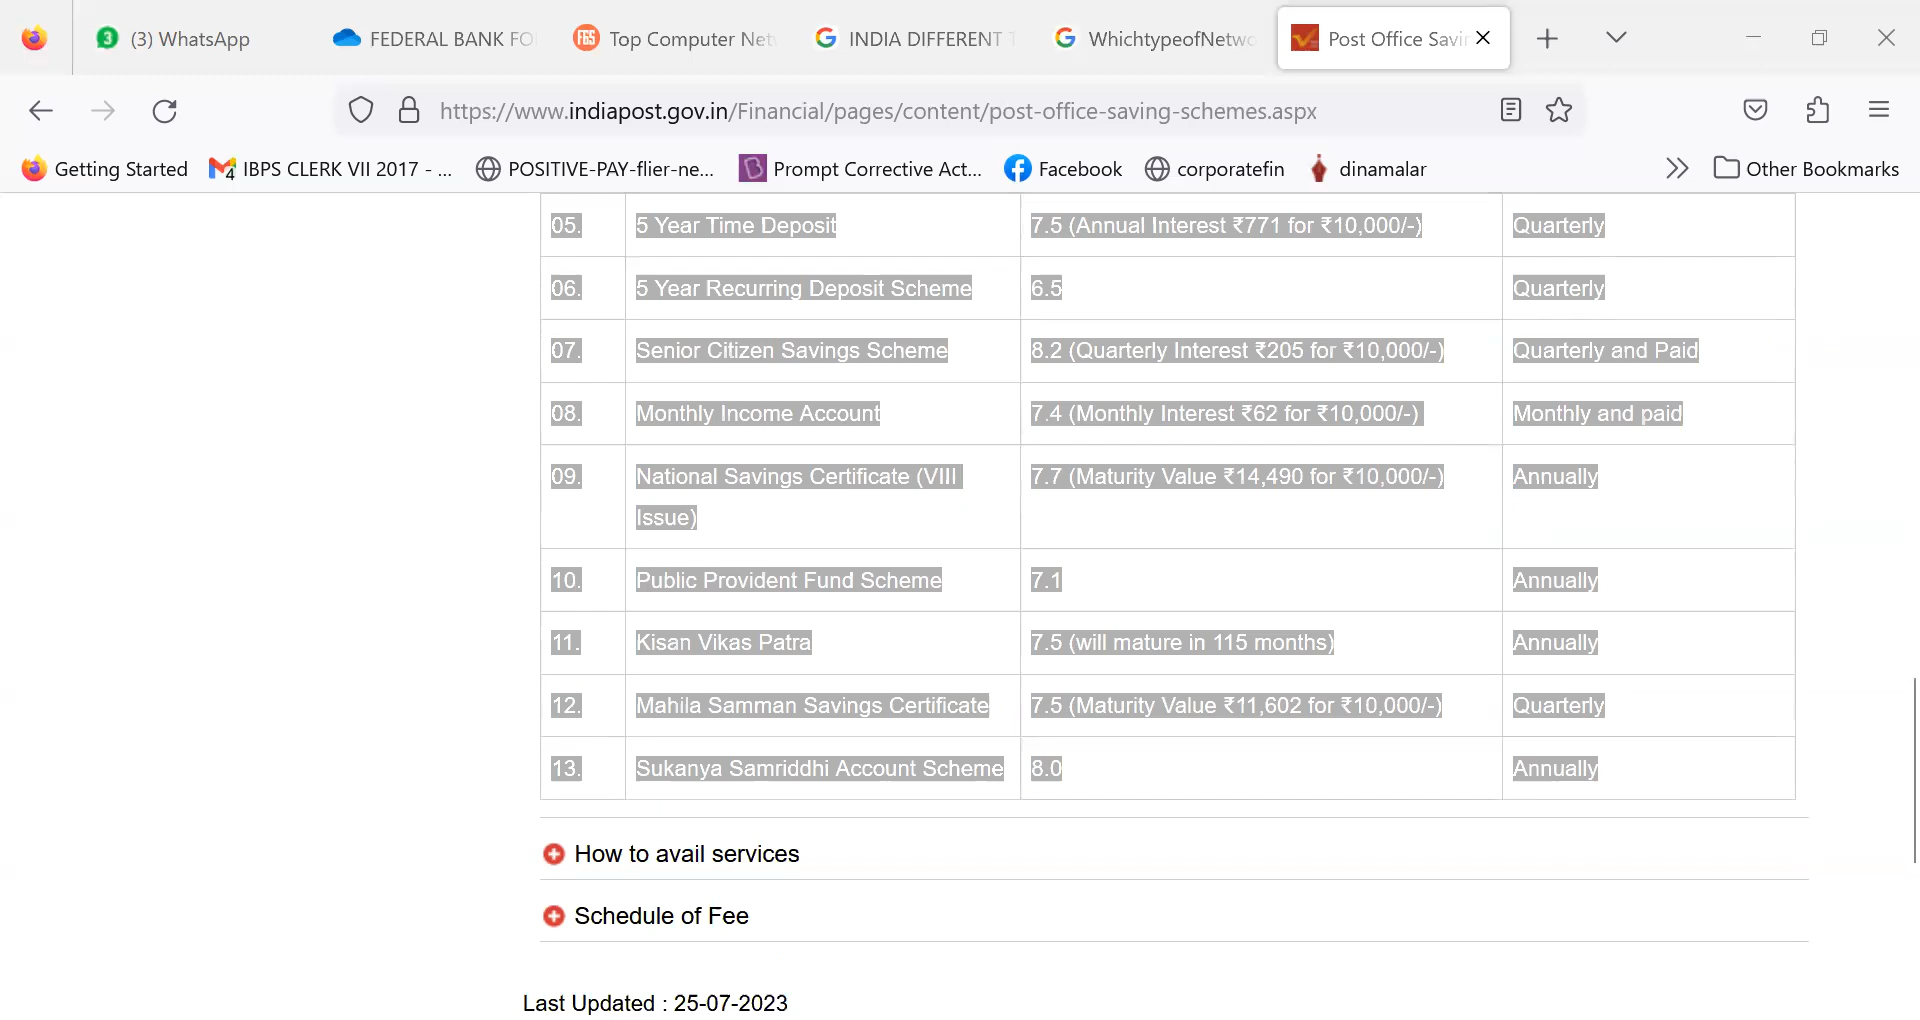 (3) WhatsApp
FEDERAL BANK FO
Top Computer Net
INDIA DIFFERENT T
WhichtypeofNetwo
Post Office Savi
https://www.indiapost.gov.in/Financial/pages/content/post-office-saving-schemes.aspx
Getting Started
IBPS CLERK VII 2017 - ...
POSITIVE-PAY-flier-ne...
Prompt Corrective Act...
Facebook
corporatefin
dinamalar
Other Bookmarks
05. 5 Year Time Deposit 7.5 (Annual Interest ₹771 for ₹10,000/-) Quarterly
06. 5 Year Recurring Deposit Scheme 6.5 Quarterly
07. Senior Citizen Savings Scheme 8.2 (Quarterly Interest ₹205 for ₹10,000/-) Quarterly and Paid
08. Monthly Income Account 7.4 (Monthly Interest ₹62 for ₹10,000/-) Monthly and paid
09. National Savings Certificate (VIII 7.7 (Maturity Value ₹14,490 for ₹10,000/-) Annually
Issue)
10. Public Provident Fund Scheme 7.1 Annually
11. Kisan Vikas Patra 7.5 (will mature in 115 months) Annually
12. Mahila Samman Savings Certificate 7.5 (Maturity Value ₹11,602 for ₹10,000/-) Quarterly
13. Sukanya Samriddhi Account Scheme 8.0 Annually
How to avail services
Schedule of Fee
Last Updated : 25-07-2023